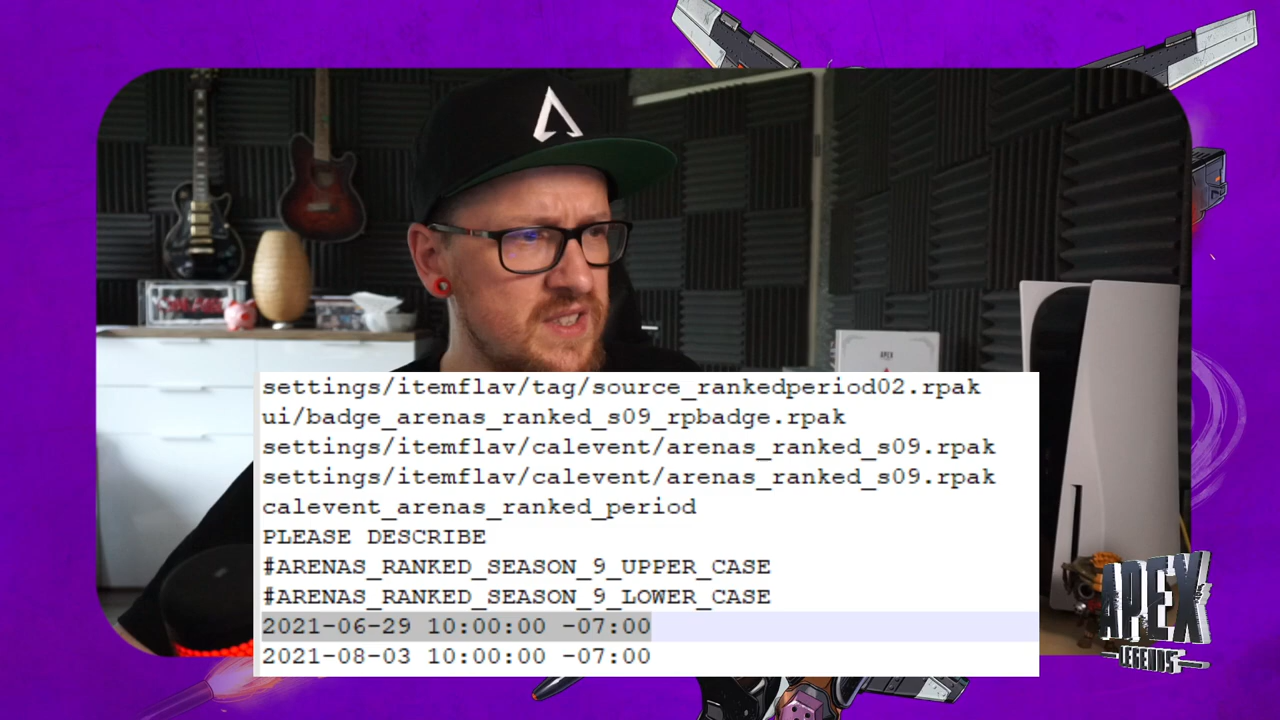 settings/itemflav/tag/source_rankedperiod02.rpak
ui/badge_arenas_ranked_s09_rpbadge.rpak
settings/itemflav/calevent/arenas_ranked_s09.rpak
settings/itemflav/calevent/arenas_ranked_s09.rpak
calevent_arenas_ranked_period
PLEASE DESCRIBE
#ARENAS_RANKED_SEASON_9_UPPER_CASE
#ARENAS_RANKED_SEASON_9_LOWER_CASE
2021-06-29 10:00:00 -07:00
2021-08-03 10:00:00 -07:00
APEX
LEGENDS